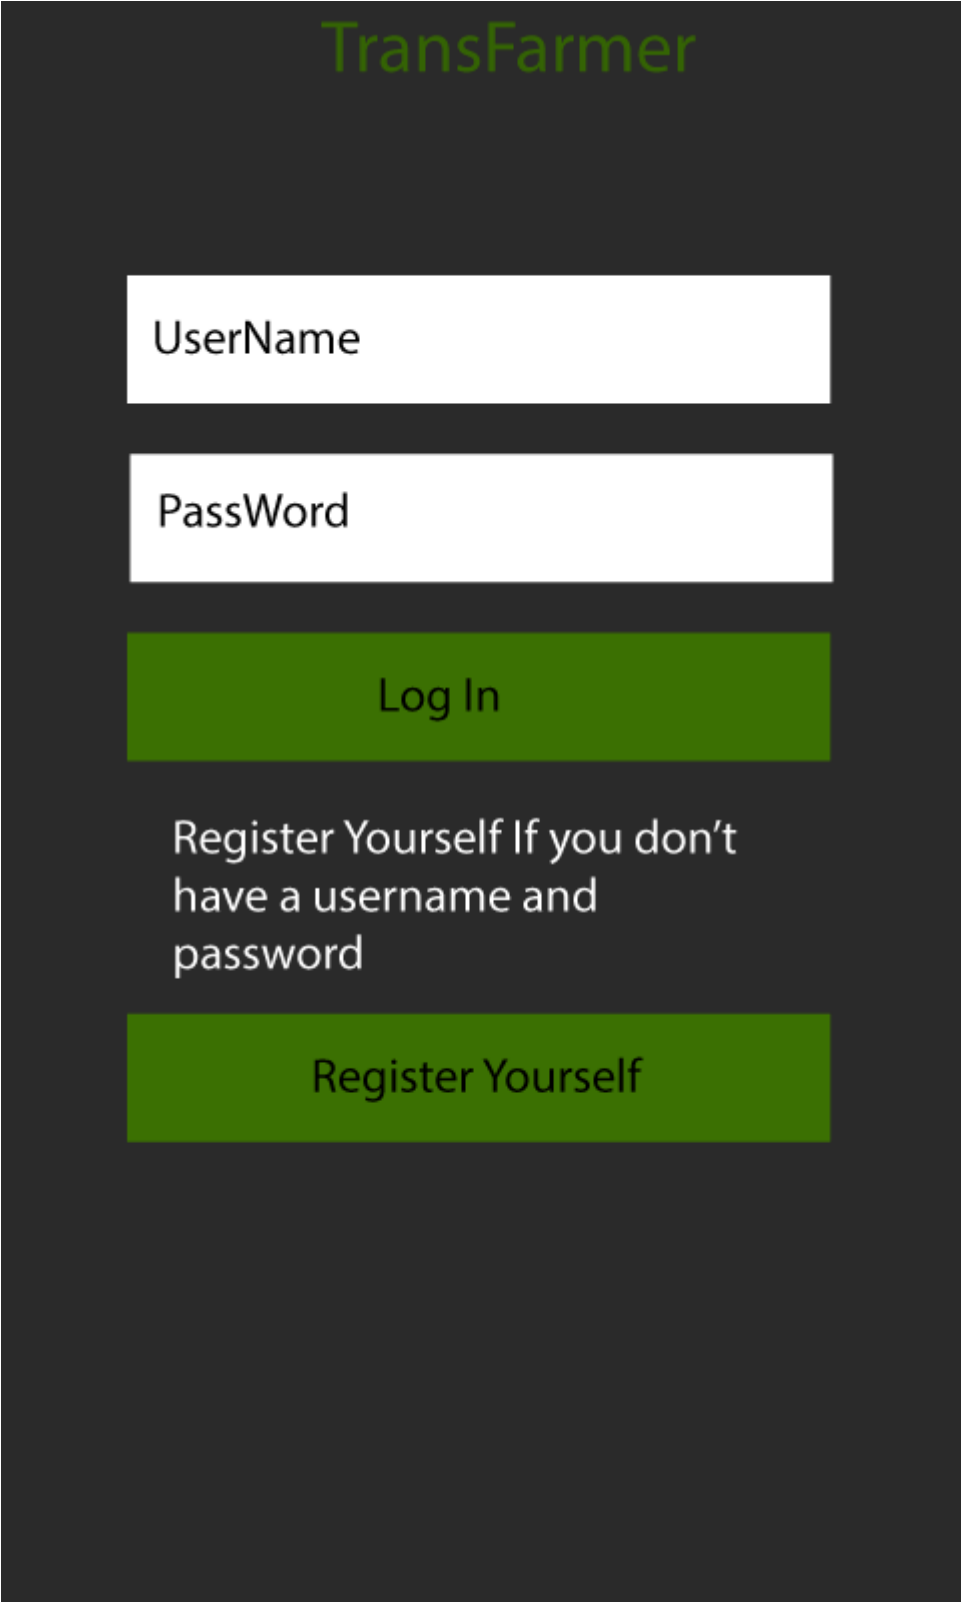 TransFarmer
UserName
PassWord
Log In
Register Yourself If you don’t
have a username and
password
Register Yourself